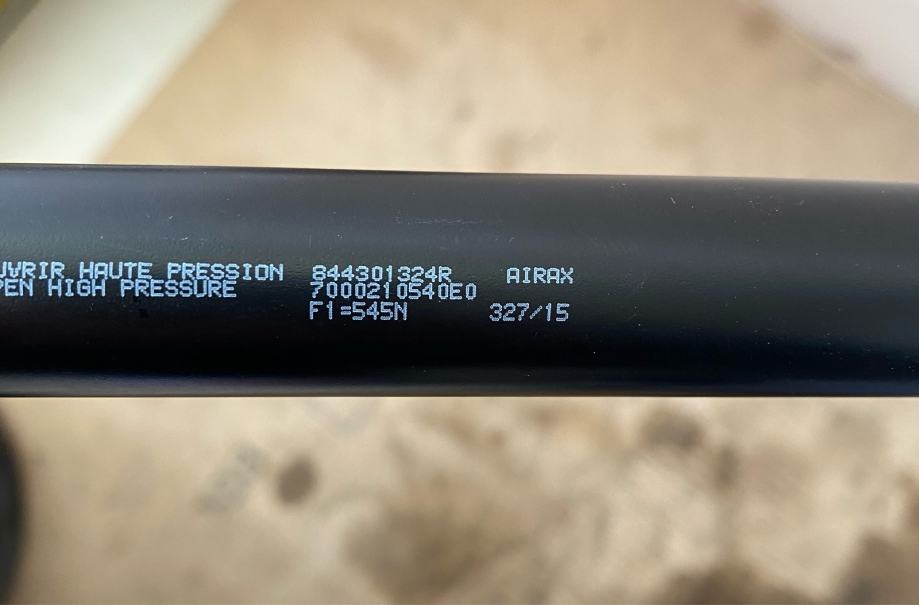 UVRIR HAUTE PRESSION 844301324R AIRAX
PEN HIGH PRESSURE 7000210540E0
F1=545N 327/15